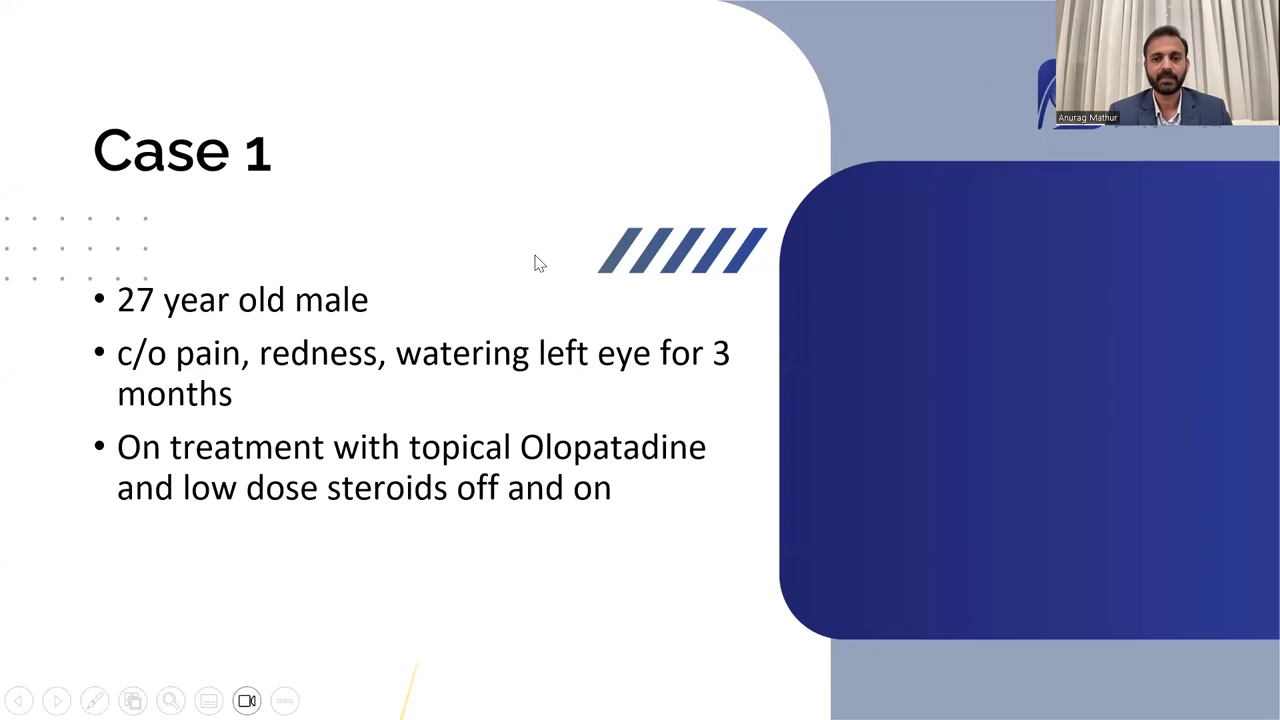 Anurag Mathur
Case 1
• 27 year old male
• c/o pain, redness, watering left eye for 3
months
• On treatment with topical Olopatadine
and low dose steroids off and on